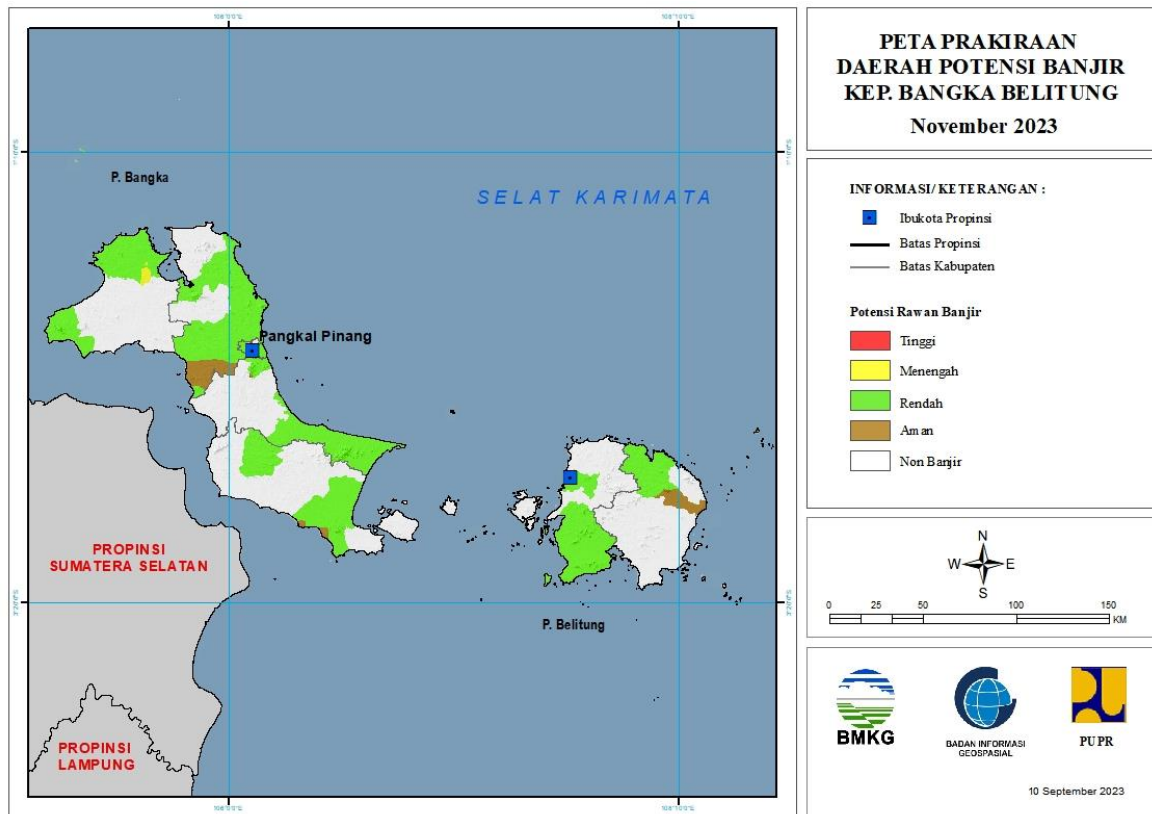 PETA PRAKIRAAN
DAERAH POTENSI BANJIR
KEP. BANGKA BELITUNG
November 2023
P. Bangka
SELAT KARIMATA
Pangkal Pinang
PROPINSI
SUMATERA SELATAN
P. Belitung
PROPINSI
LAMPUNG
INFORMASI/ KETERANGAN :
Ibukota Propinsi
Batas Propinsi
Batas Kabupaten
Potensi Rawan Banjir
Tinggi
Menengah
Rendah
Aman
Non Banjir
N
W E
S
0 25 50 100 150
KM
BMKG
BADAN INFORMASI
GEOSPASIAL
PUPR
10 September 2023